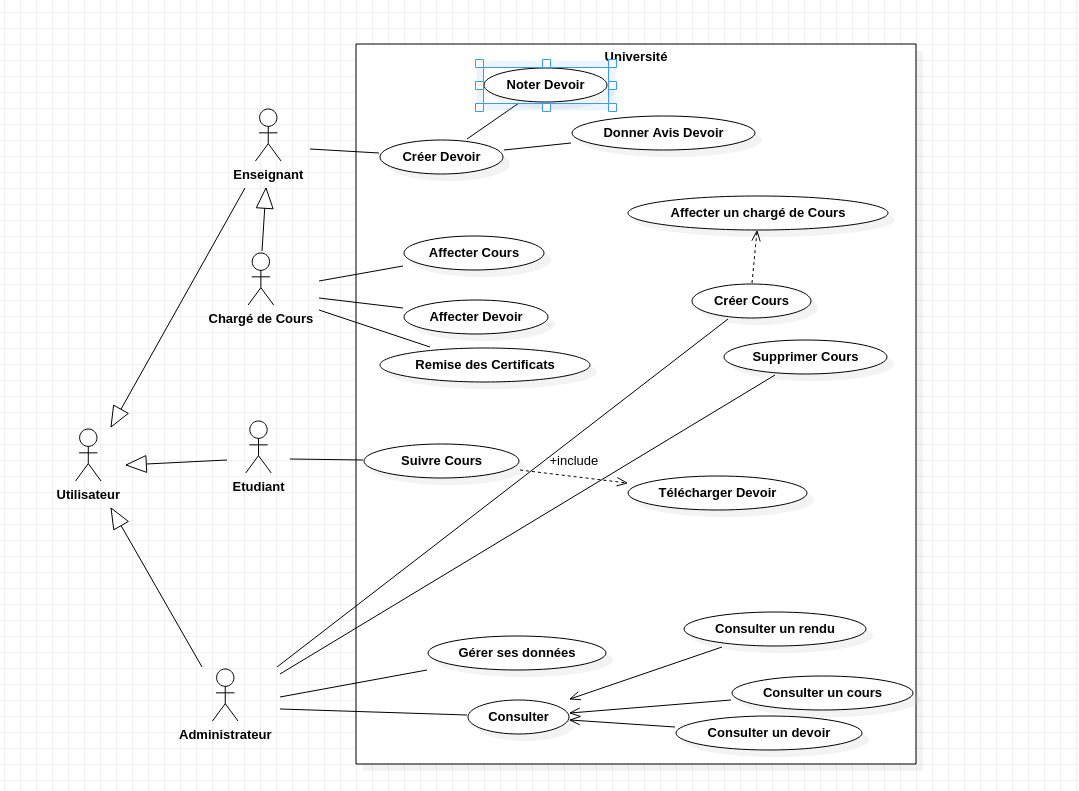 Université
Noter Devoir
Donner Avis Devoir
Créer Devoir
Enseignant
Affecter un chargé de Cours
Affecter Cours
Créer Cours
Chargé de Cours
Affecter Devoir
Supprimer Cours
Remise des Certificats
Suivre Cours
+include
Etudiant
Utilisateur
Télécharger Devoir
Consulter un rendu
Gérer ses données
Consulter un cours
Consulter
Administrateur
Consulter un devoir